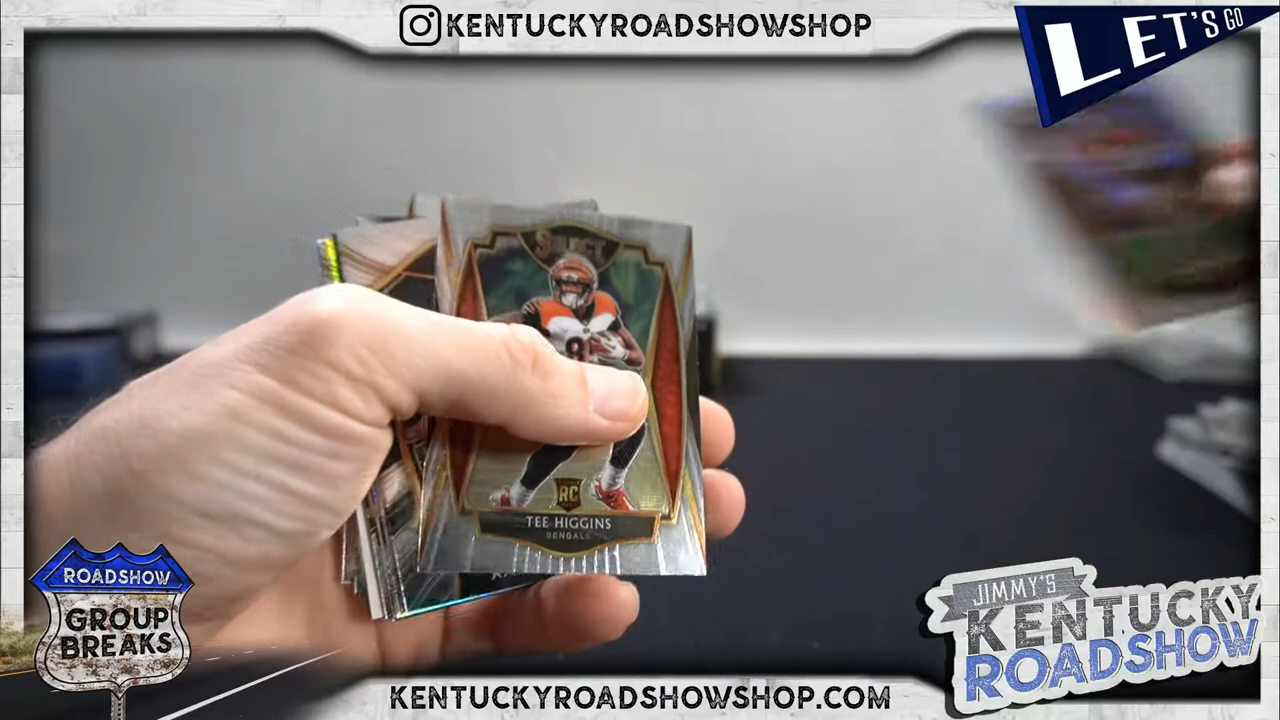 KENTUCKYROADSHOWSHOP
LET'S GO
SELECT
RC
TEE HIGGINS
BENGALS
ROADSHOW
GROUP
BREAKS
JIMMY'S
KENTUCKY
ROADSHOW
KENTUCKYROADSHOWSHOP.COM